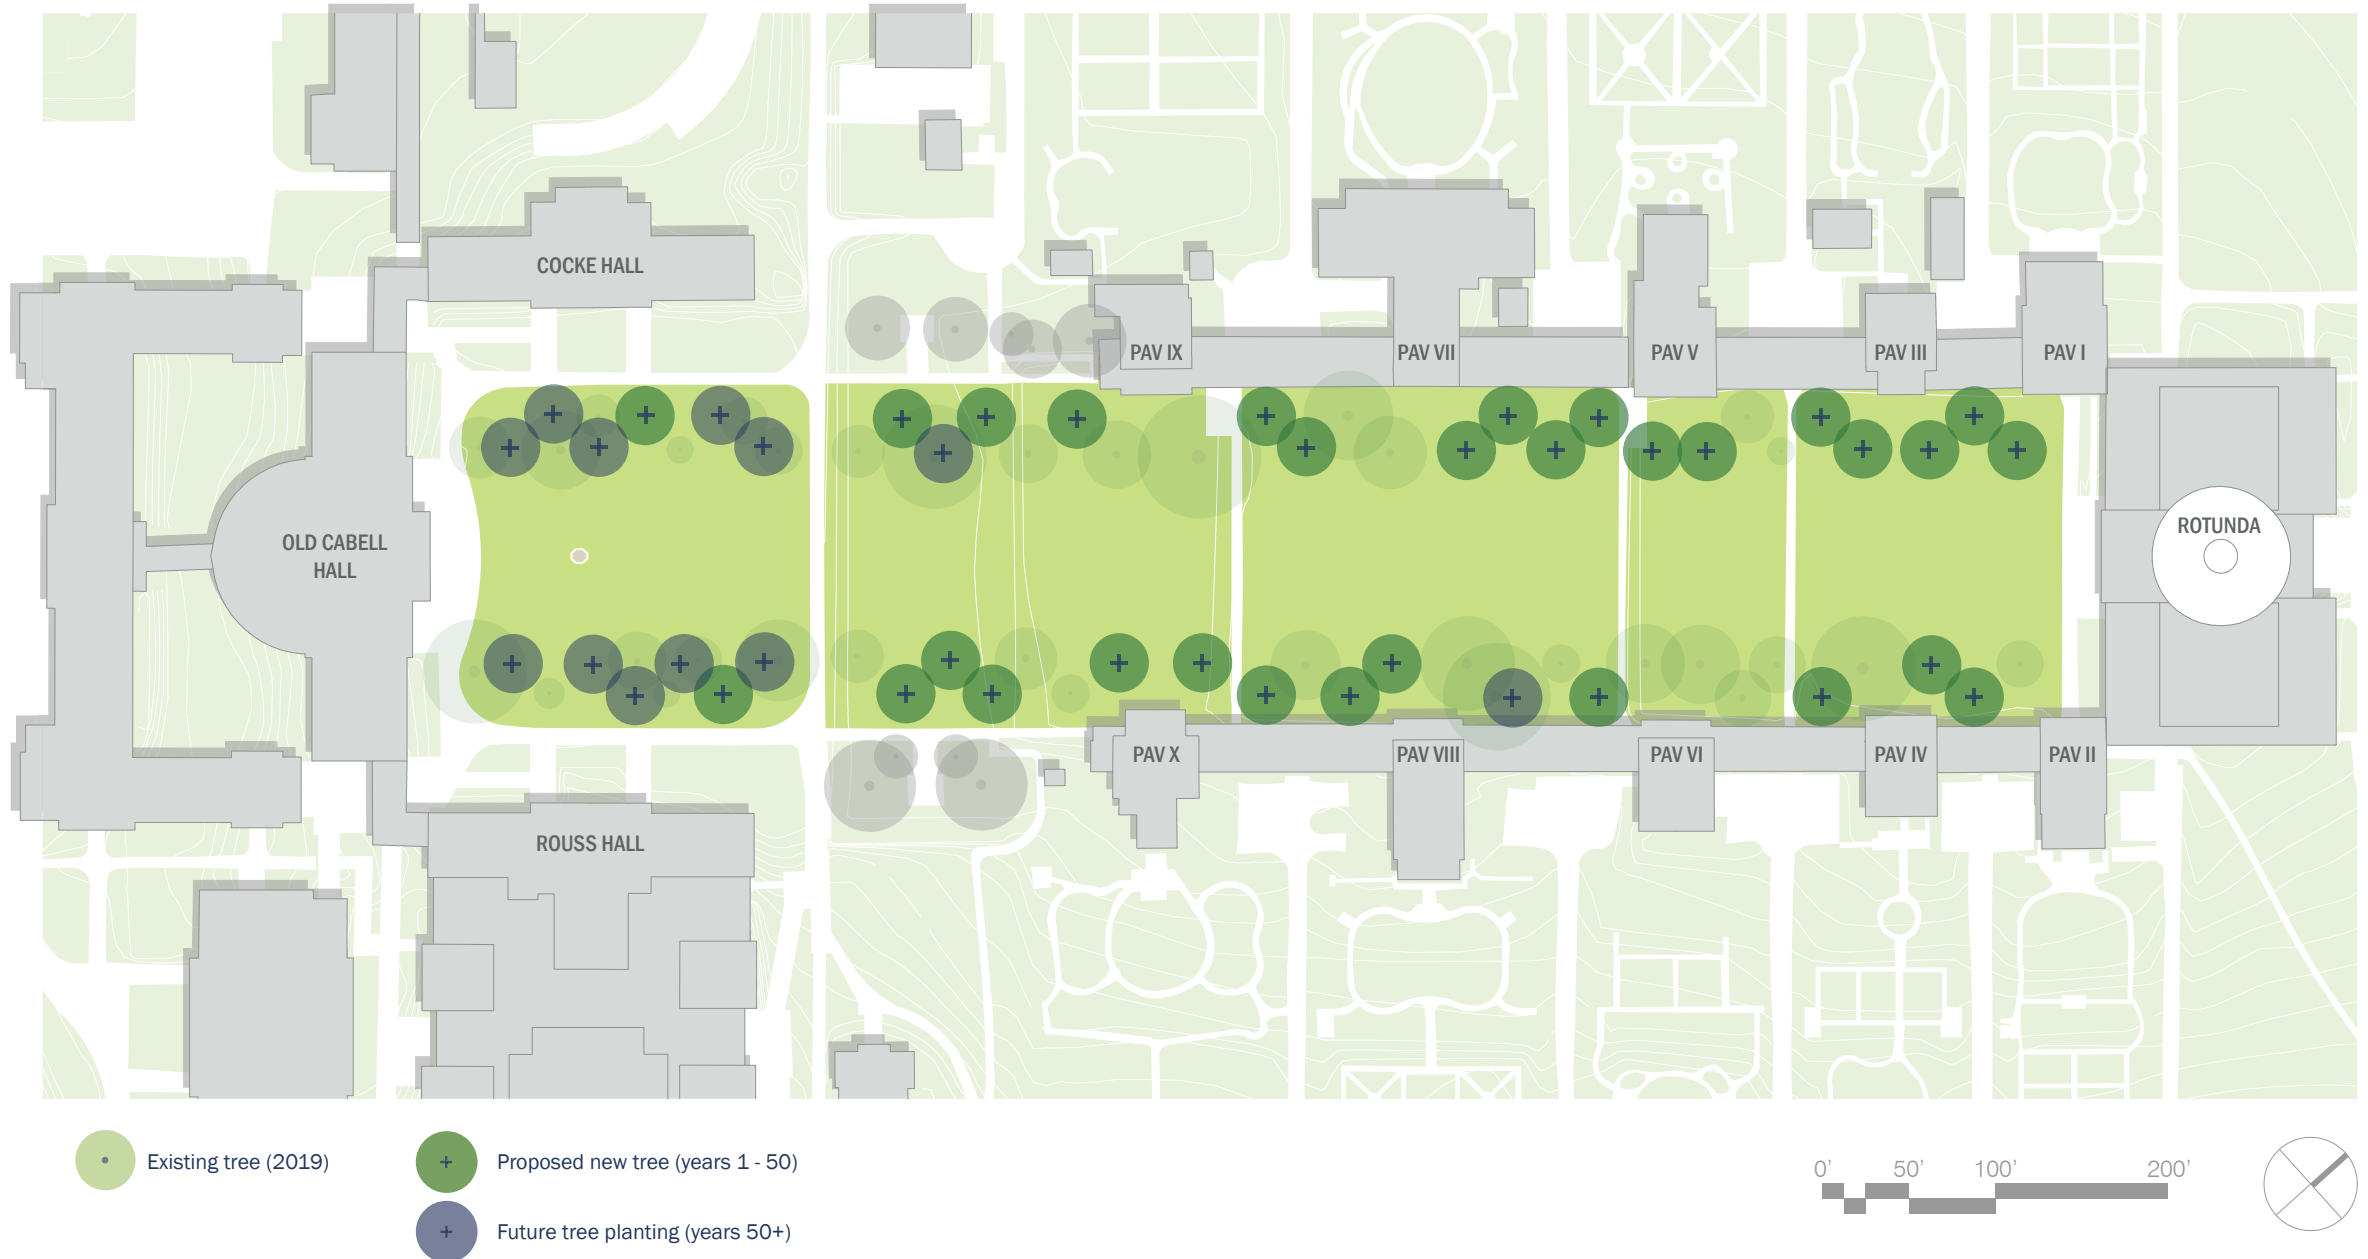 COCKE HALL
PAV IX
PAV VII
PAV V
PAV III
PAV I
OLD CABELL
HALL
ROTUNDA
PAV X
PAV VIII
PAV VI
PAV IV
PAV II
ROUSS HALL
Existing tree (2019)
Proposed new tree (years 1 - 50)
Future tree planting (years 50+)
0' 50' 100' 200'